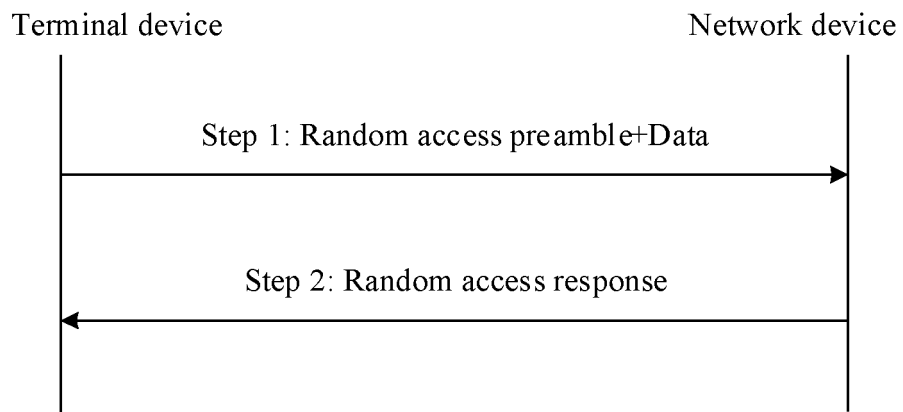 Terminal device
Network device
Step 1: Random access preamble+Data
Step 2: Random access response